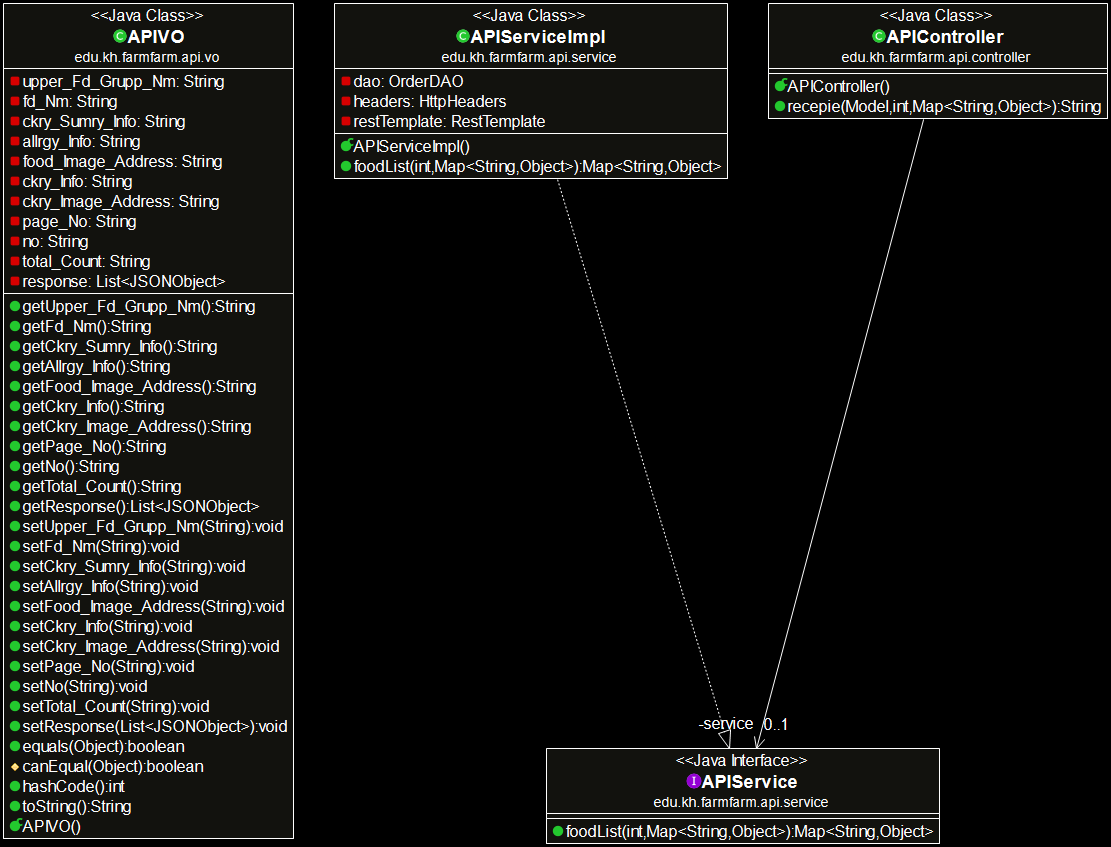 <<Java Class>>
APIVO
edu.kh.farmfarm.api.vo
upper_Fd_Grupp_Nm: String
fd_Nm: String
ckry_Sumry_Info: String
allrgy_Info: String
food_Image_Address: String
ckry_Info: String
ckry_Image_Address: String
page_No: String
no: String
total_Count: String
response: List<JSONObject>
getUpper_Fd_Grupp_Nm():String
getFd_Nm():String
getCkry_Sumry_Info():String
getAllrgy_Info():String
getFood_Image_Address():String
getCkry_Info():String
getCkry_Image_Address():String
getPage_No():String
getNo():String
getTotal_Count():String
getResponse():List<JSONObject>
setUpper_Fd_Grupp_Nm(String):void
setFd_Nm(String):void
setCkry_Sumry_Info(String):void
setAllrgy_Info(String):void
setFood_Image_Address(String):void
setCkry_Info(String):void
setCkry_Image_Address(String):void
setPage_No(String):void
setNo(String):void
setTotal_Count(String):void
setResponse(List<JSONObject>):void
equals(Object):boolean
canEqual(Object):boolean
hashCode():int
toString():String
APIVO()
<<Java Class>>
APIServiceImpl
edu.kh.farmfarm.api.service
dao: OrderDAO
headers: HttpHeaders
restTemplate: RestTemplate
APIServiceImpl()
foodList(int,Map<String,Object>):Map<String,Object>
<<Java Class>>
APIController
edu.kh.farmfarm.api.controller
APIController()
recepie(Model,int,Map<String,Object>):String
-service 0..1
<<Java Interface>>
APIService
edu.kh.farmfarm.api.service
foodList(int,Map<String,Object>):Map<String,Object>